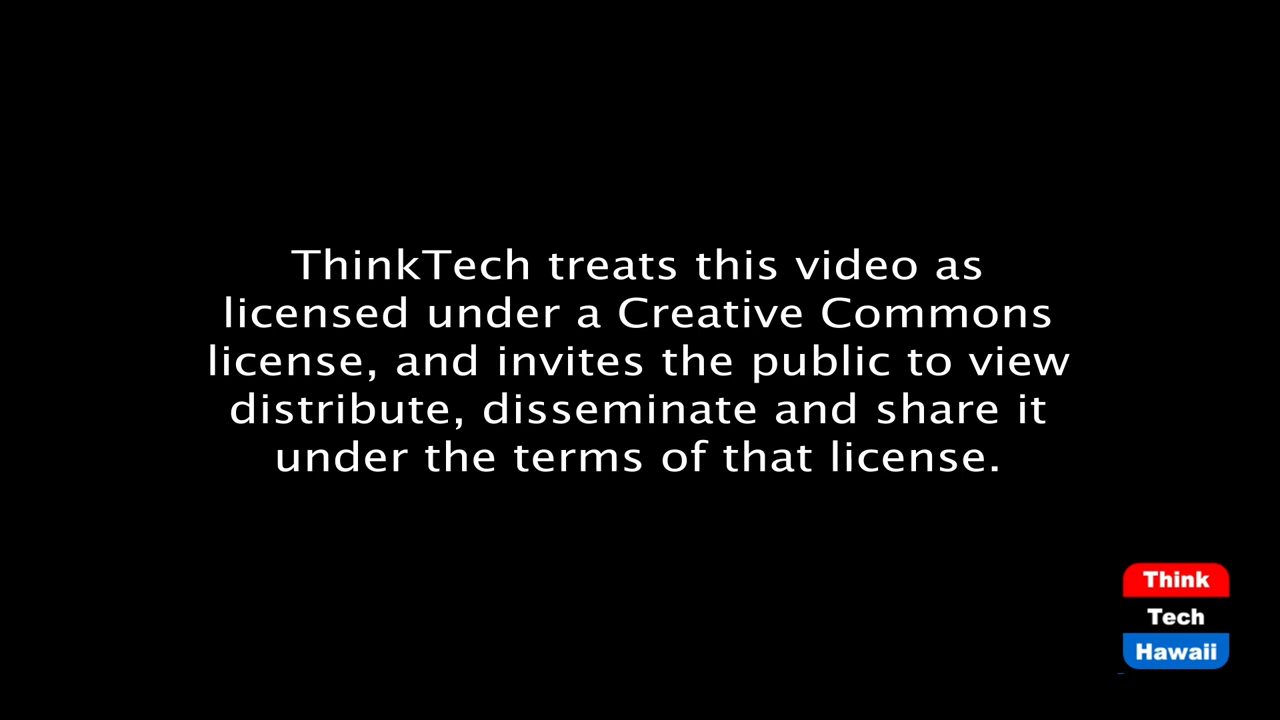 ThinkTech treats this video as
licensed under a Creative Commons
license, and invites the public to view
distribute, disseminate and share it
under the terms of that license.
Think
Tech
Hawaii